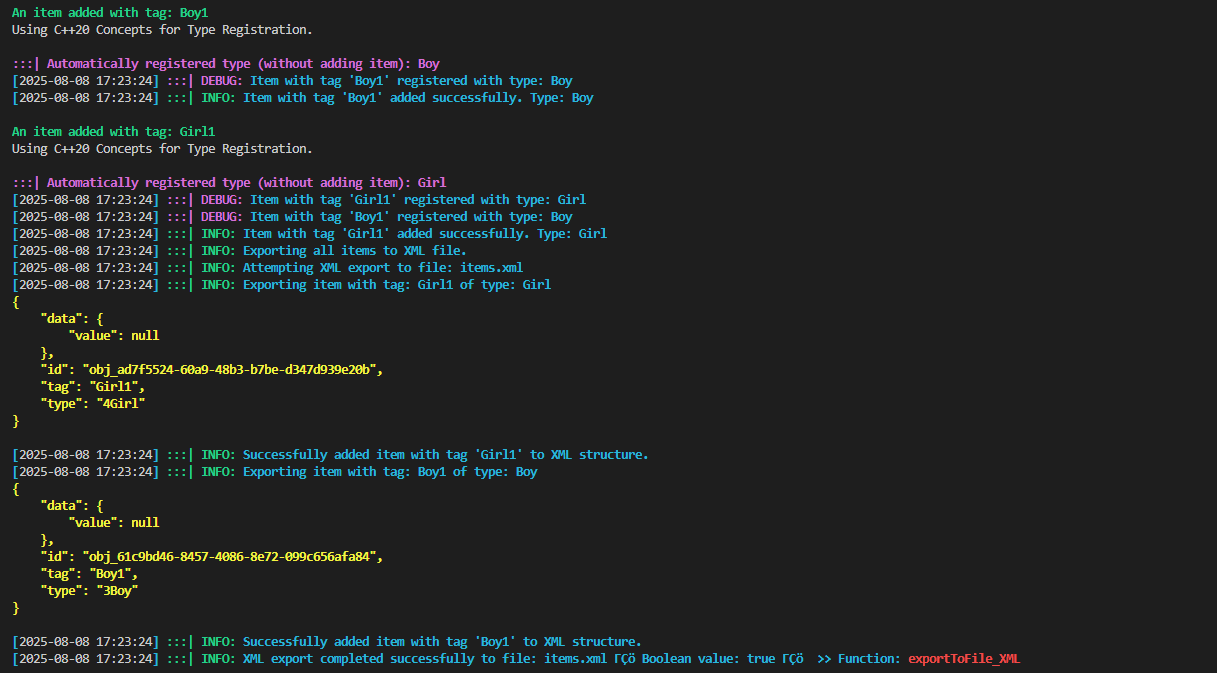 An item added with tag: Boy1
Using C++20 Concepts for Type Registration.
:::| Automatically registered type (without adding item): Boy
[2025-08-08 17:23:24] :::| DEBUG: Item with tag 'Boy1' registered with type: Boy
[2025-08-08 17:23:24] :::| INFO: Item with tag 'Boy1' added successfully. Type: Boy
An item added with tag: Girl1
Using C++20 Concepts for Type Registration.
:::| Automatically registered type (without adding item): Girl
[2025-08-08 17:23:24] :::| DEBUG: Item with tag 'Girl1' registered with type: Girl
[2025-08-08 17:23:24] :::| DEBUG: Item with tag 'Boy1' registered with type: Boy
[2025-08-08 17:23:24] :::| INFO: Item with tag 'Girl1' added successfully. Type: Girl
[2025-08-08 17:23:24] :::| INFO: Exporting all items to XML file.
[2025-08-08 17:23:24] :::| INFO: Attempting XML export to file: items.xml
[2025-08-08 17:23:24] :::| INFO: Exporting item with tag: Girl1 of type: Girl
{
    "data": {
        "value": null
    },
    "id": "obj_ad7f5524-60a9-48b3-b7be-d347d939e20b",
    "tag": "Girl1",
    "type": "4Girl"
}
[2025-08-08 17:23:24] :::| INFO: Successfully added item with tag 'Girl1' to XML structure.
[2025-08-08 17:23:24] :::| INFO: Exporting item with tag: Boy1 of type: Boy
{
    "data": {
        "value": null
    },
    "id": "obj_61c9bd46-8457-4086-8e72-099c656afa84",
    "tag": "Boy1",
    "type": "3Boy"
}
[2025-08-08 17:23:24] :::| INFO: Successfully added item with tag 'Boy1' to XML structure.
[2025-08-08 17:23:24] :::| INFO: XML export completed successfully to file: items.xml ΓÇö Boolean value: true ΓÇö  >> Function: exportToFile_XML